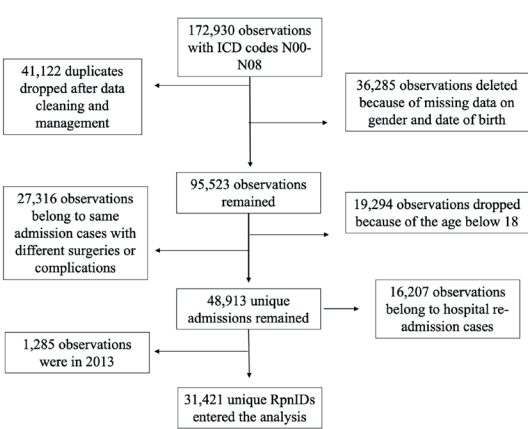 172,930 observations
with ICD codes N00-
N08
41,122 duplicates
dropped after data
cleaning and
management
36,285 observations deleted
because of missing data on
gender and date of birth
95,523 observations
remained
27,316 observations
belong to same
admission cases with
different surgeries or
complications
19,294 observations dropped
because of the age below 18
48,913 unique
admissions remained
16,207 observations
belong to hospital re-
admission cases
1,285 observations
were in 2013
31,421 unique RpnIDs
entered the analysis